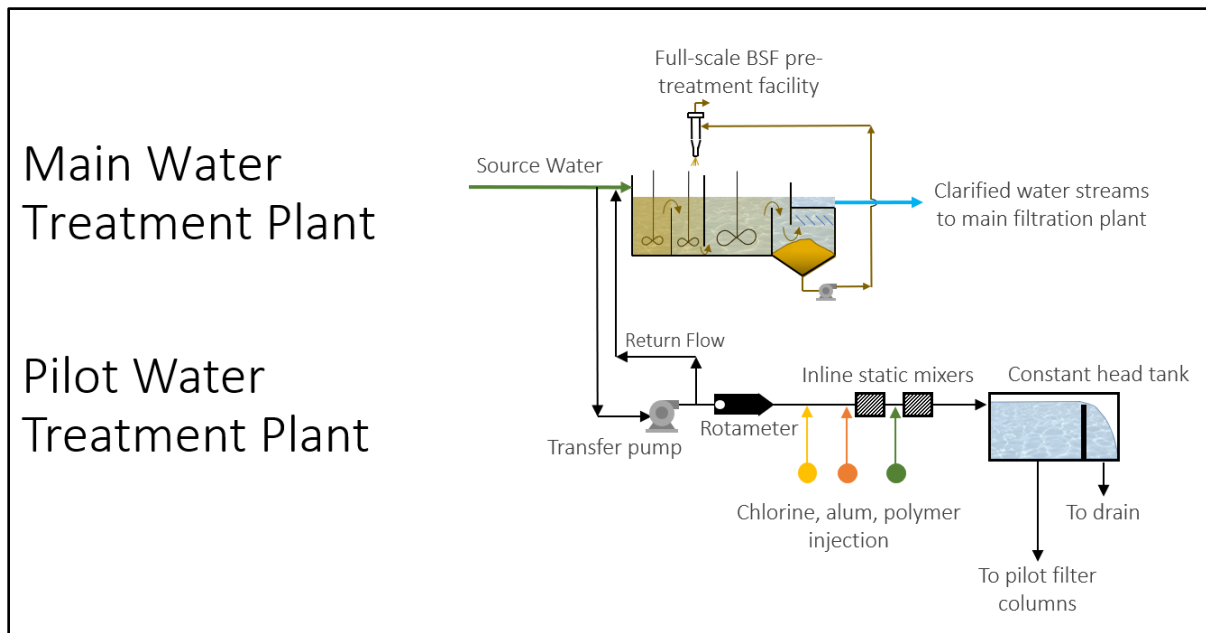 Full-scale BSF pre-
treatment facility
Main Water
Treatment Plant
Source Water
Clarified water streams
to main filtration plant
Pilot Water
Treatment Plant
Return Flow
Inline static mixers
Constant head tank
Transfer pump
Rotameter
Chlorine, alum, polymer
injection
To drain
To pilot filter
columns